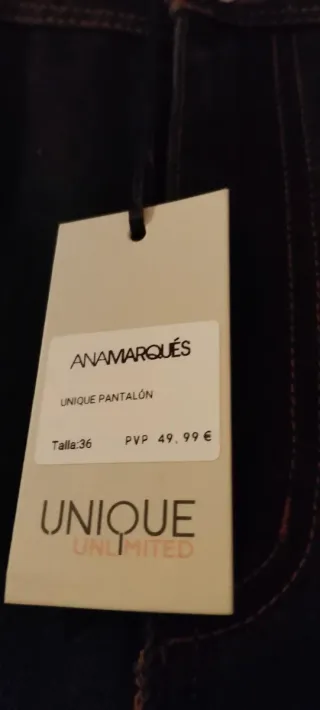 ANAMARQUÉS
UNIQUE PANTALÓN
Talla:36 PVP 49.99 €
UNIQUE
UNLIMITED